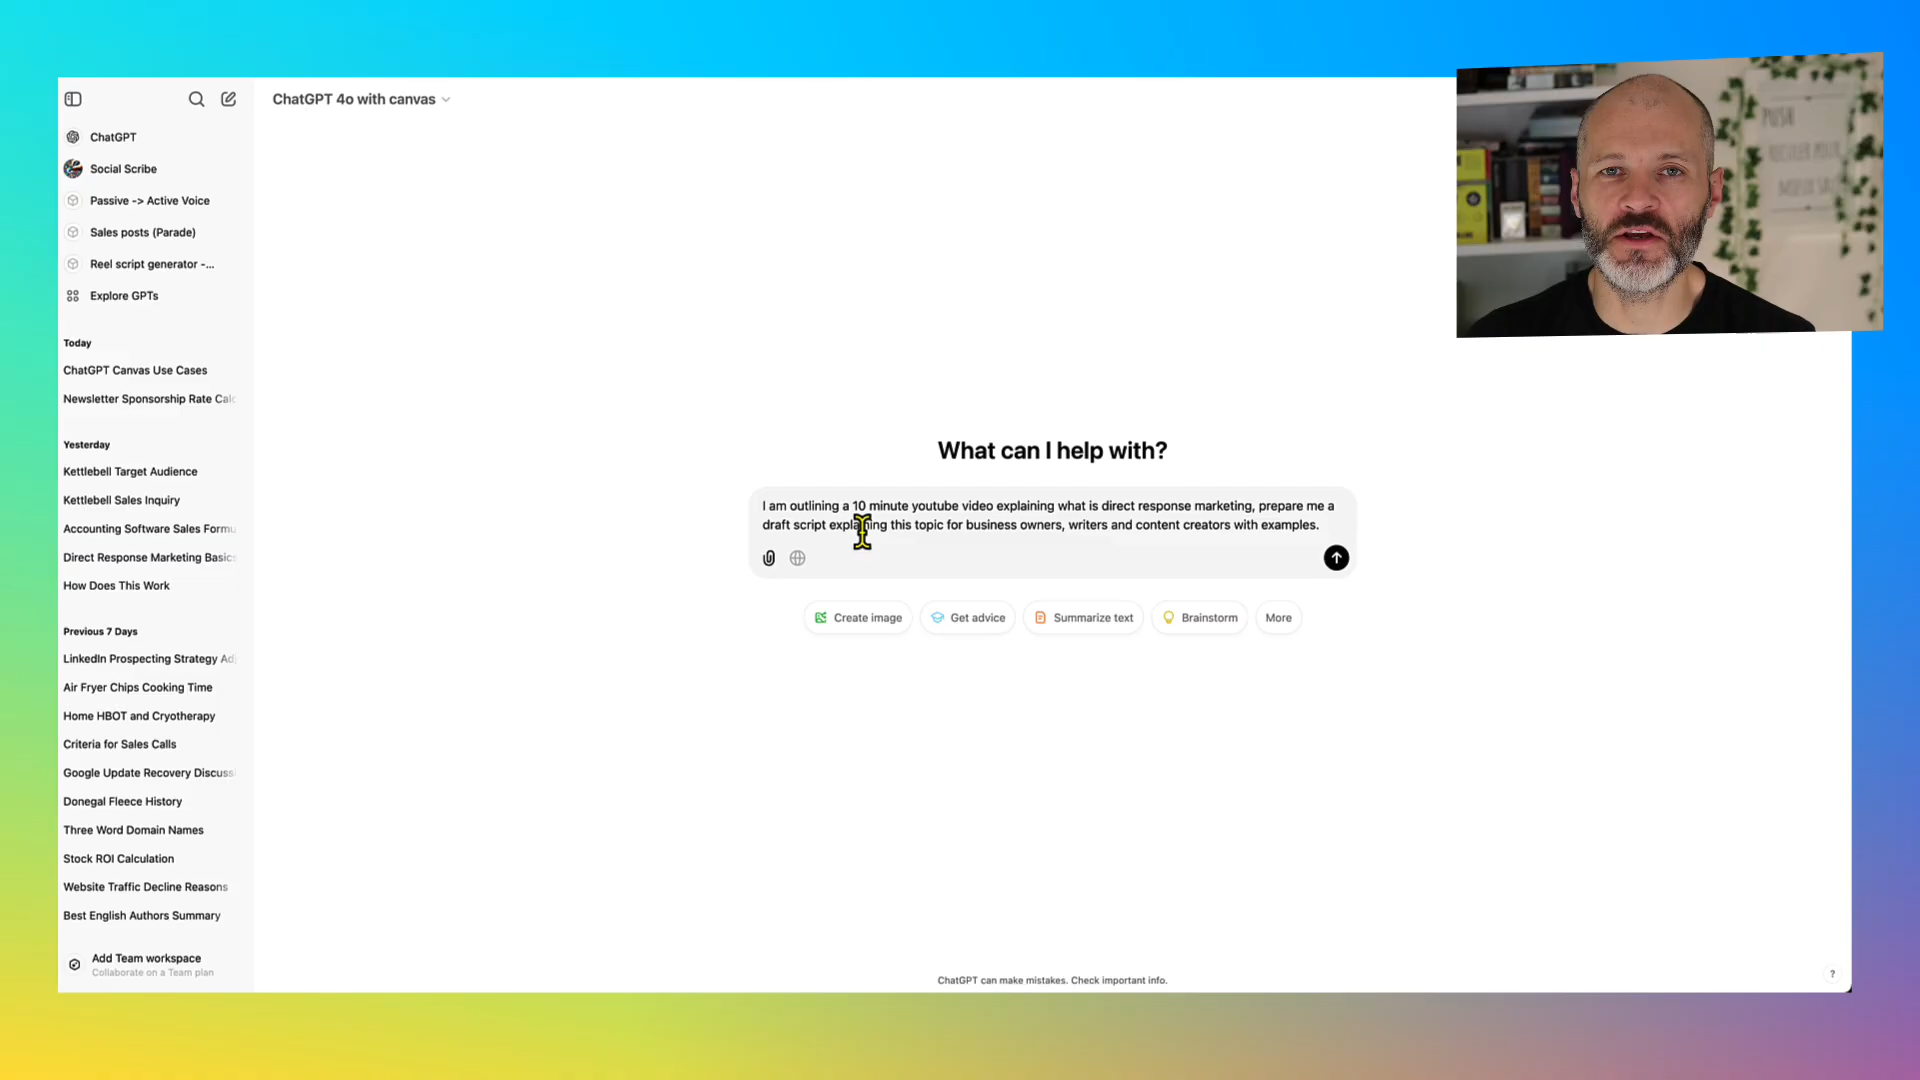 ChatGPT 4o with canvas
ChatGPT
Social Scribe
Passive -> Active Voice
Sales posts (Parade)
Reel script generator -...
Explore GPTs
Today
ChatGPT Canvas Use Cases
Newsletter Sponsorship Rate Calc
Yesterday
Kettlebell Target Audience
Kettlebell Sales Inquiry
Accounting Software Sales Formu
Direct Response Marketing Basics
How Does This Work
Previous 7 Days
LinkedIn Prospecting Strategy Ad
Air Fryer Chips Cooking Time
Home HBOT and Cryotherapy
Criteria for Sales Calls
Google Update Recovery Discuss
Donegal Fleece History
Three Word Domain Names
Stock ROI Calculation
Website Traffic Decline Reasons
Best English Authors Summary
Add Team workspace
Collaborate on a Team plan
What can I help with?
I am outlining a 10 minute youtube video explaining what is direct response marketing, prepare me a
draft script explaining this topic for business owners, writers and content creators with examples.
Create image
Get advice
Summarize text
Brainstorm
More
ChatGPT can make mistakes. Check important info.
?
PUSH